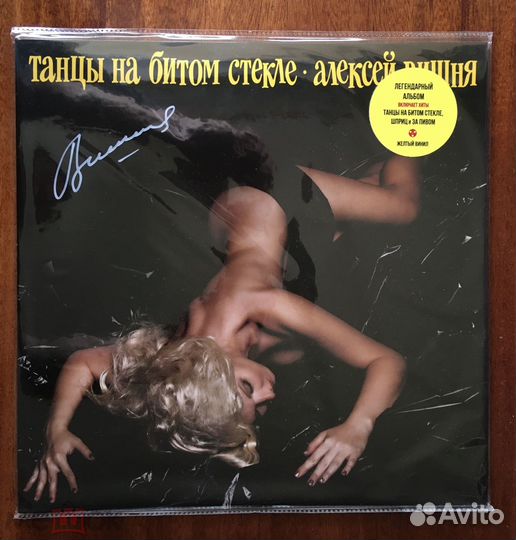 танцы на битом стекле · алексей вишня
ЛЕГЕНДАРНЫЙ
АЛЬБОМ
ВКЛЮЧАЕТ ХИТЫ
ТАНЦЫ НА БИТОМ СТЕКЛЕ,
ШПРИЦ и ЗА ПИВОМ
ЖЕЛТЫЙ ВИНИЛ
Вишня
Avito